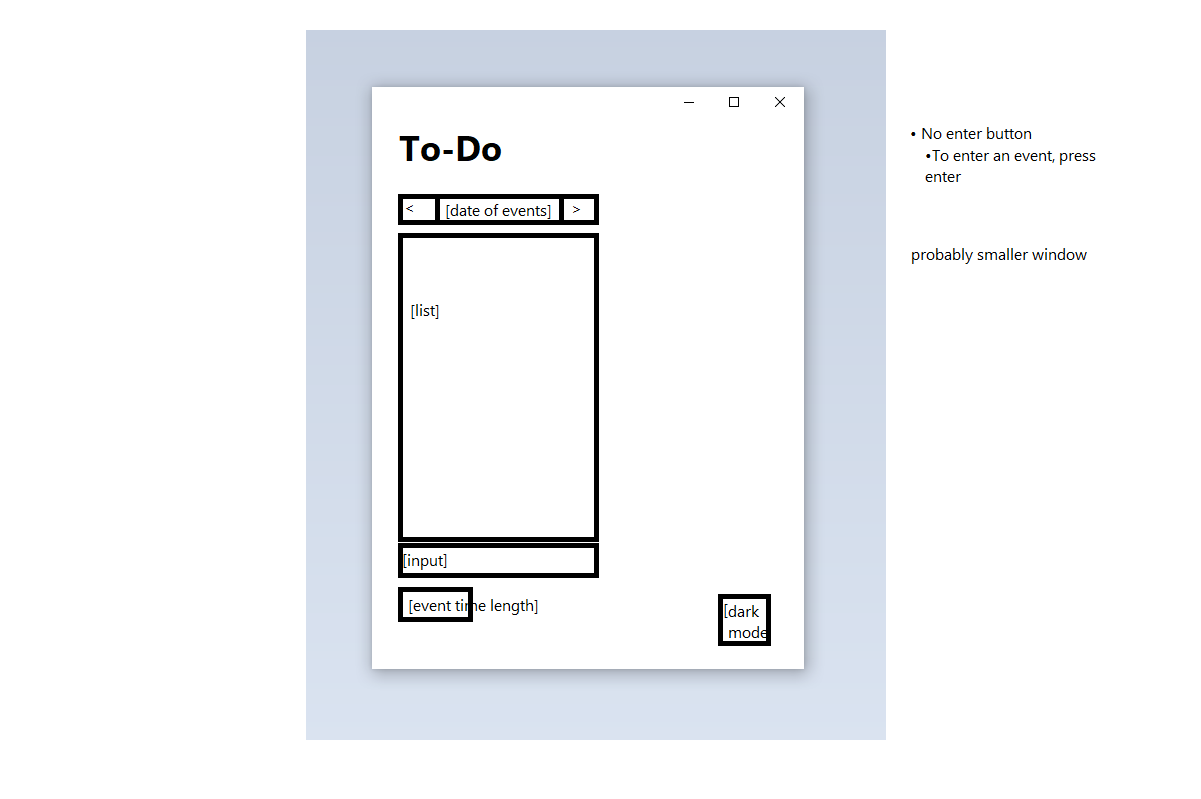 To-Do
< [date of events] >
[list]
[input]
[event time length]
[dark
mode
• No enter button
•To enter an event, press
enter
probably smaller window